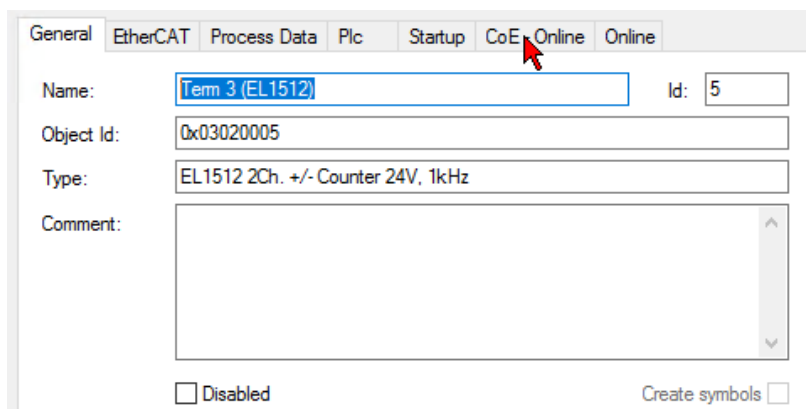 General EtherCAT Process Data Plc Startup CoE - Online Online
Name: Term 3 (EL1512) Id: 5
Object Id: 0x03020005
Type: EL1512 2Ch. +/- Counter 24V, 1kHz
Comment:
Disabled Create symbols